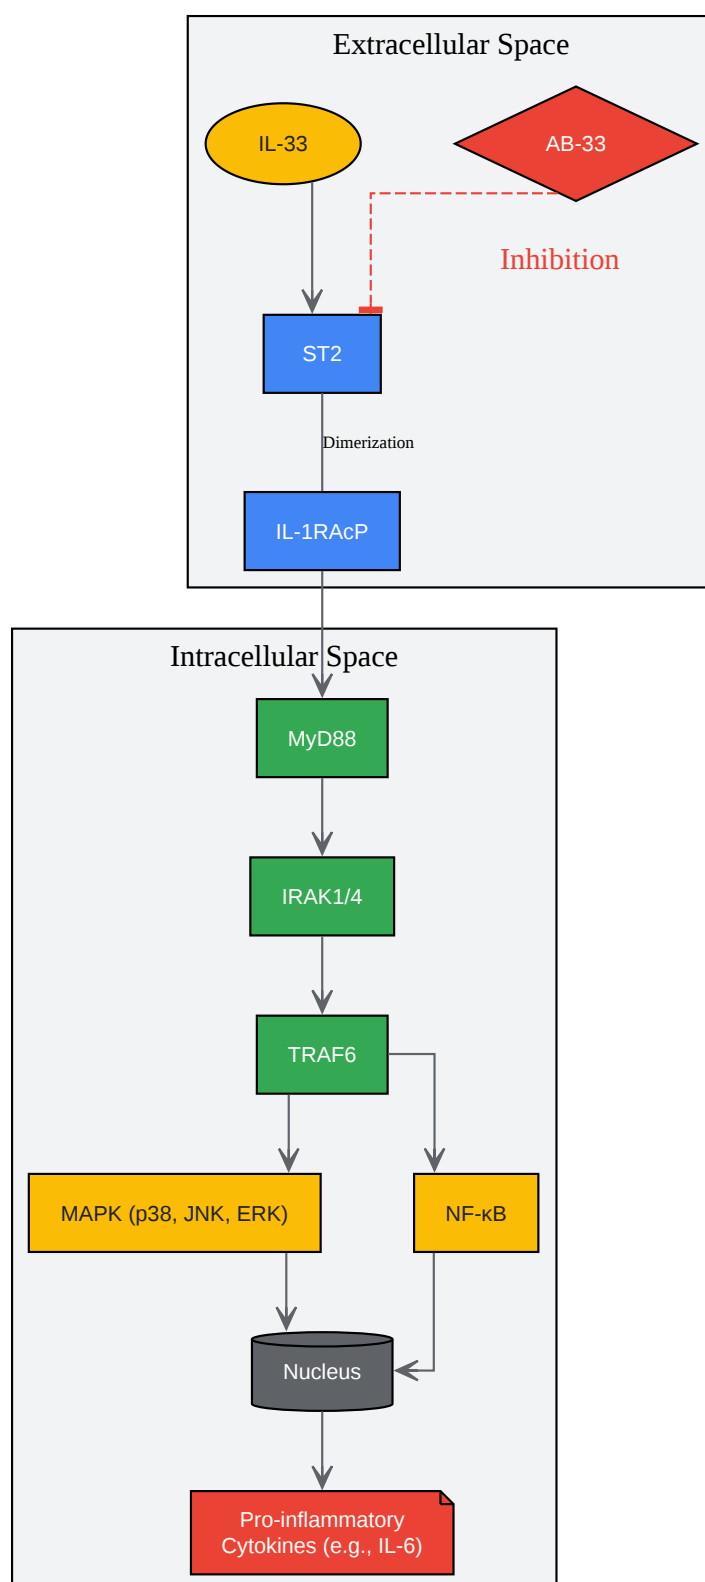 Extracellular Space
IL-33
AB-33
Inhibition
ST2
Dimerization
IL-1RAcP
Intracellular Space
MyD88
IRAK1/4
TRAF6
MAPK (p38, JNK, ERK)
NF-κB
Nucleus
Pro-inflammatory
Cytokines (e.g., IL-6)